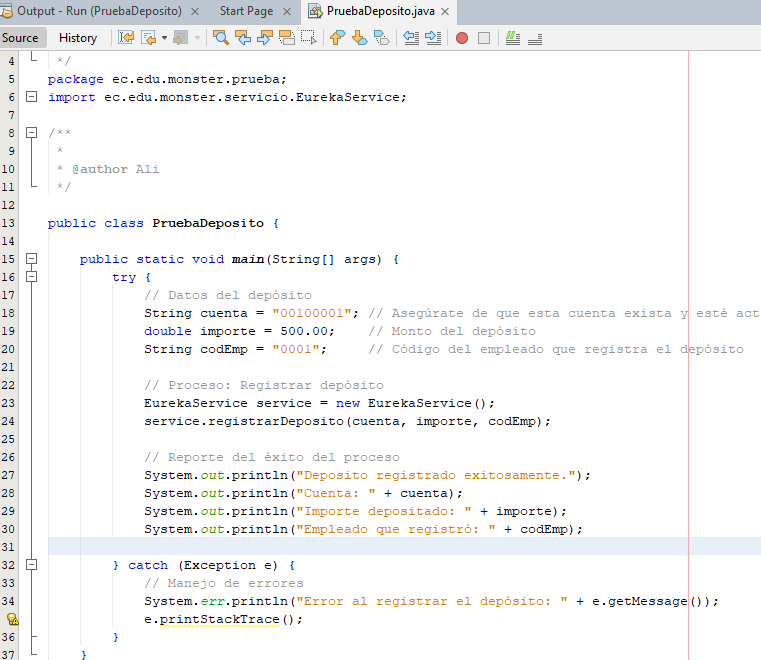 Output - Run (PruebaDeposito) × Start Page × PruebaDeposito.java ×
Source History
4 */
5 package ec.edu.monster.prueba;
6 import ec.edu.monster.servicio.EurekaService;
7
8 /**
9 *
10 * @author Ali
11 */
12
13 public class PruebaDeposito {
14
15 public static void main(String[] args) {
16 try {
17 // Datos del depósito
18 String cuenta = "00100001"; // Asegúrate de que esta cuenta exista y esté act
19 double importe = 500.00; // Monto del depósito
20 String codEmp = "0001"; // Código del empleado que registra el depósito
21
22 // Proceso: Registrar depósito
23 EurekaService service = new EurekaService();
24 service.registrarDeposito(cuenta, importe, codEmp);
25
26 // Reporte del éxito del proceso
27 System.out.println("Deposito registrado exitosamente.");
28 System.out.println("Cuenta: " + cuenta);
29 System.out.println("Importe depositado: " + importe);
30 System.out.println("Empleado que registró: " + codEmp);
31
32 } catch (Exception e) {
33 // Manejo de errores
34 System.err.println("Error al registrar el depósito: " + e.getMessage());
e.printStackTrace();
36 }
37 }